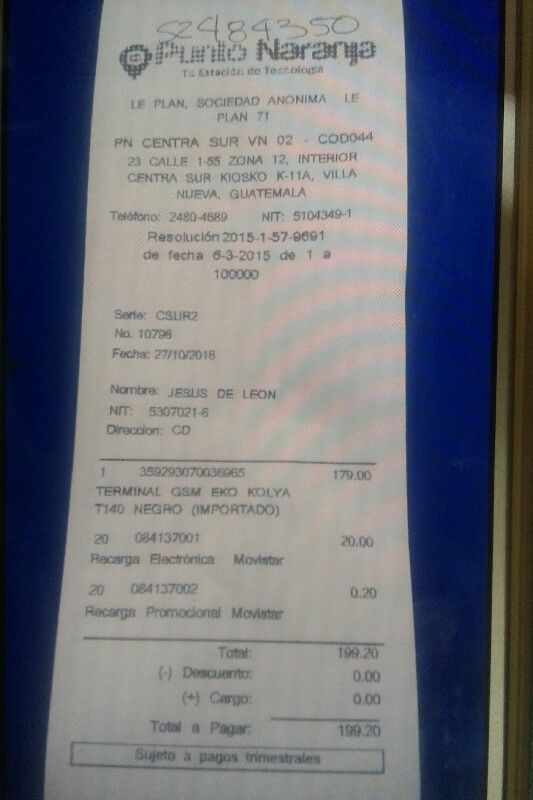 52484350
Punto Naranja
Tu Estación de Tecnología
LE PLAN, SOCIEDAD ANONIMA LE
PLAN 71
PN CENTRA SUR VN 02 - COD044
23 CALLE 1-55 ZONA 12, INTERIOR
CENTRA SUR KIOSKO K-11A, VILLA
NUEVA, GUATEMALA
Teléfono: 2480-4689 NIT: 5104349-1
Resolución 2015-1-57-9691
de fecha 6-3-2015 de 1 a
100000
Serie: CSUR2
No. 10796
Fecha: 27/10/2016
Nombre: JESUS DE LEON
NIT: 5307021-6
Direccion: CD
1 359293070036965 179.00
TERMINAL GSM EKO KOLYA
T140 NEGRO (IMPORTADO)
20 084137001 20.00
Recarga Electrónica Movistar
20 084137002 0.20
Recarga Promocional Movistar
Total: 199.20
(-) Descuento: 0.00
(+) Cargo: 0.00
Total a Pagar: 199.20
Sujeto a pagos trimestrales